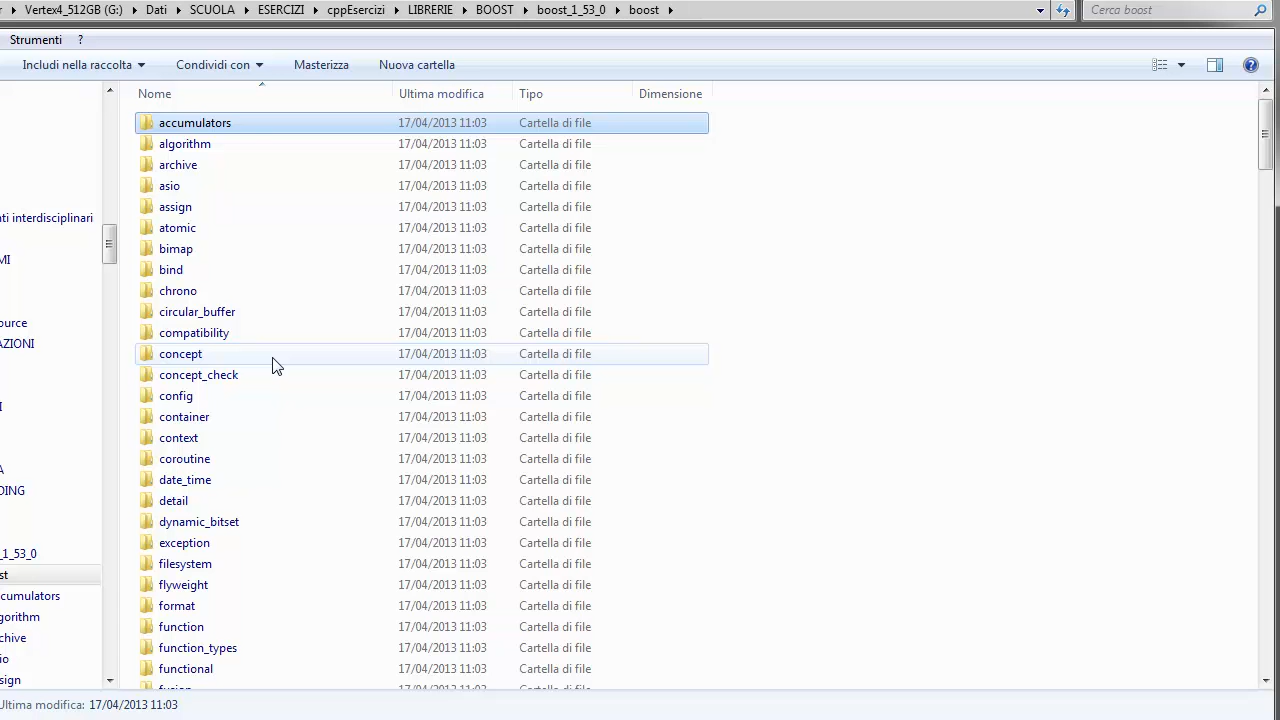 r ▸ Vertex4_512GB (G:) ▸ Dati ▸ SCUOLA ▸ ESERCIZI ▸ cppEsercizi ▸ LIBRERIE ▸ BOOST ▸ boost_1_53_0 ▸ boost ▸ Cerca boost
Strumenti ?
Includi nella raccolta Condividi con Masterizza Nuova cartella
Nome Ultima modifica Tipo Dimensione
accumulators 17/04/2013 11:03 Cartella di file
algorithm 17/04/2013 11:03 Cartella di file
archive 17/04/2013 11:03 Cartella di file
asio 17/04/2013 11:03 Cartella di file
nti interdisciplinari assign 17/04/2013 11:03 Cartella di file
atomic 17/04/2013 11:03 Cartella di file
MI bimap 17/04/2013 11:03 Cartella di file
bind 17/04/2013 11:03 Cartella di file
chrono 17/04/2013 11:03 Cartella di file
ource circular_buffer 17/04/2013 11:03 Cartella di file
AZIONI compatibility 17/04/2013 11:03 Cartella di file
concept 17/04/2013 11:03 Cartella di file
concept_check 17/04/2013 11:03 Cartella di file
I config 17/04/2013 11:03 Cartella di file
container 17/04/2013 11:03 Cartella di file
context 17/04/2013 11:03 Cartella di file
A coroutine 17/04/2013 11:03 Cartella di file
DING date_time 17/04/2013 11:03 Cartella di file
detail 17/04/2013 11:03 Cartella di file
dynamic_bitset 17/04/2013 11:03 Cartella di file
_1_53_0 exception 17/04/2013 11:03 Cartella di file
st filesystem 17/04/2013 11:03 Cartella di file
cumulators flyweight 17/04/2013 11:03 Cartella di file
gorithm format 17/04/2013 11:03 Cartella di file
chive function 17/04/2013 11:03 Cartella di file
io function_types 17/04/2013 11:03 Cartella di file
sign functional 17/04/2013 11:03 Cartella di file
fusion 17/04/2013 11:03 Cartella di file
Ultima modifica: 17/04/2013 11:03